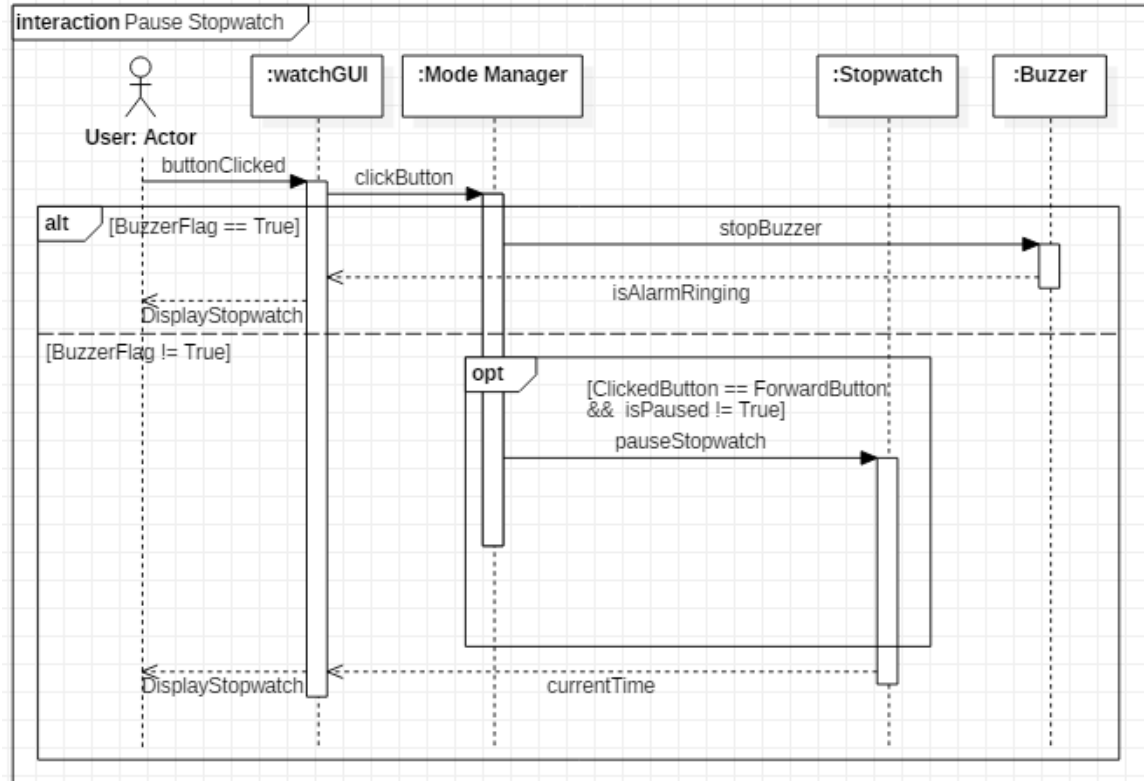 interaction Pause Stopwatch
:watchGUI
:Mode Manager
:Stopwatch
:Buzzer
User: Actor
buttonClicked
clickButton
alt
[BuzzerFlag == True]
stopBuzzer
isAlarmRinging
DisplayStopwatch
[BuzzerFlag != True]
opt
[ClickedButton == ForwardButton
&& isPaused != True]
pauseStopwatch
DisplayStopwatch
currentTime